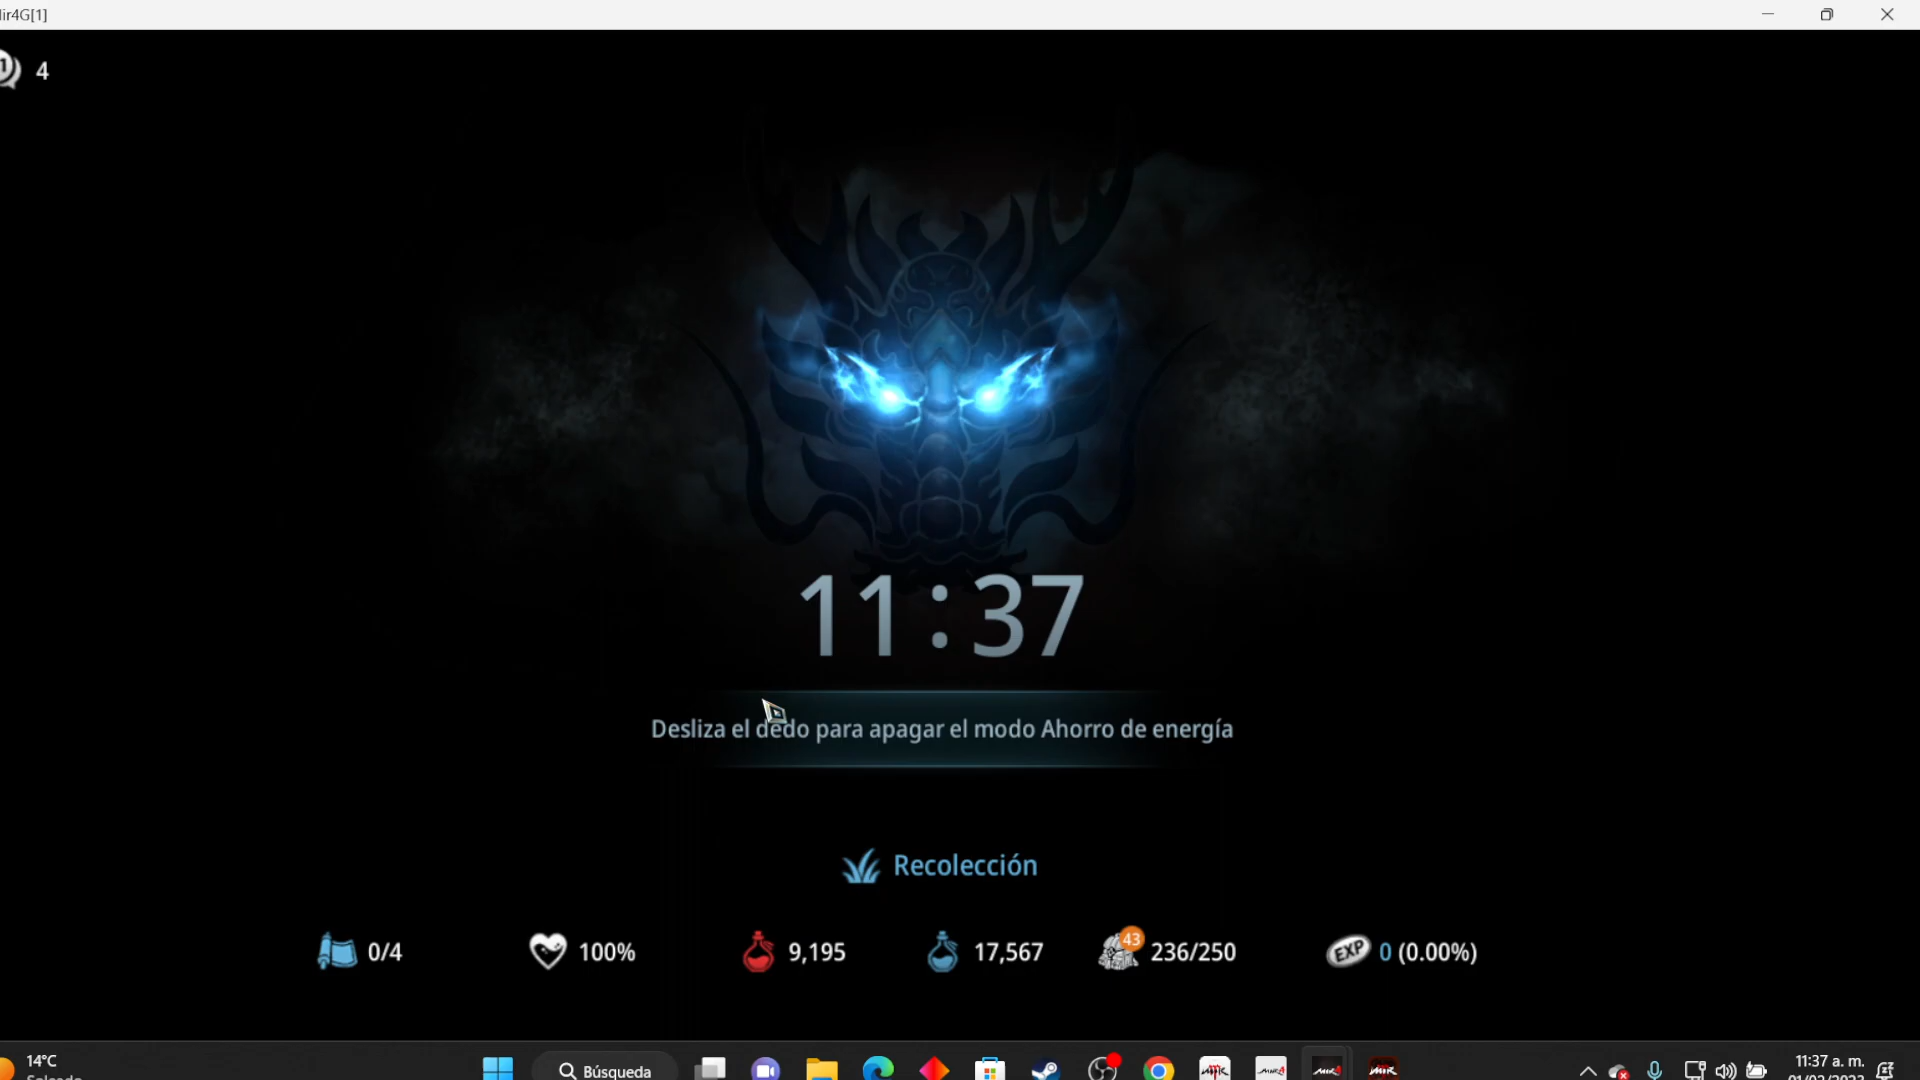 ir4G[1]
4
11:37
Desliza el dedo para apagar el modo Ahorro de energía
Recolección
0/4
100%
9,195
17,567
43
236/250
EXP 0 (0.00%)
14°C
Búsqueda
11:37 a. m.